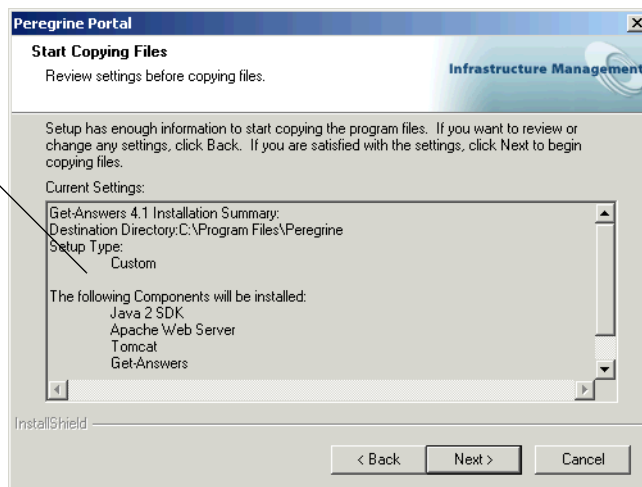 Peregrine Portal
Start Copying Files
Review settings before copying files.
Infrastructure Management
Setup has enough information to start copying the program files. If you want to review or
change any settings, click Back. If you are satisfied with the settings, click Next to begin
copying files.
Current Settings:
Get-Answers 4.1 Installation Summary:
Destination Directory:C:\Program Files\Peregrine
Setup Type:
Custom
The following Components will be installed:
Java 2 SDK
Apache Web Server
Tomcat
Get-Answers
InstallShield
< Back
Next >
Cancel